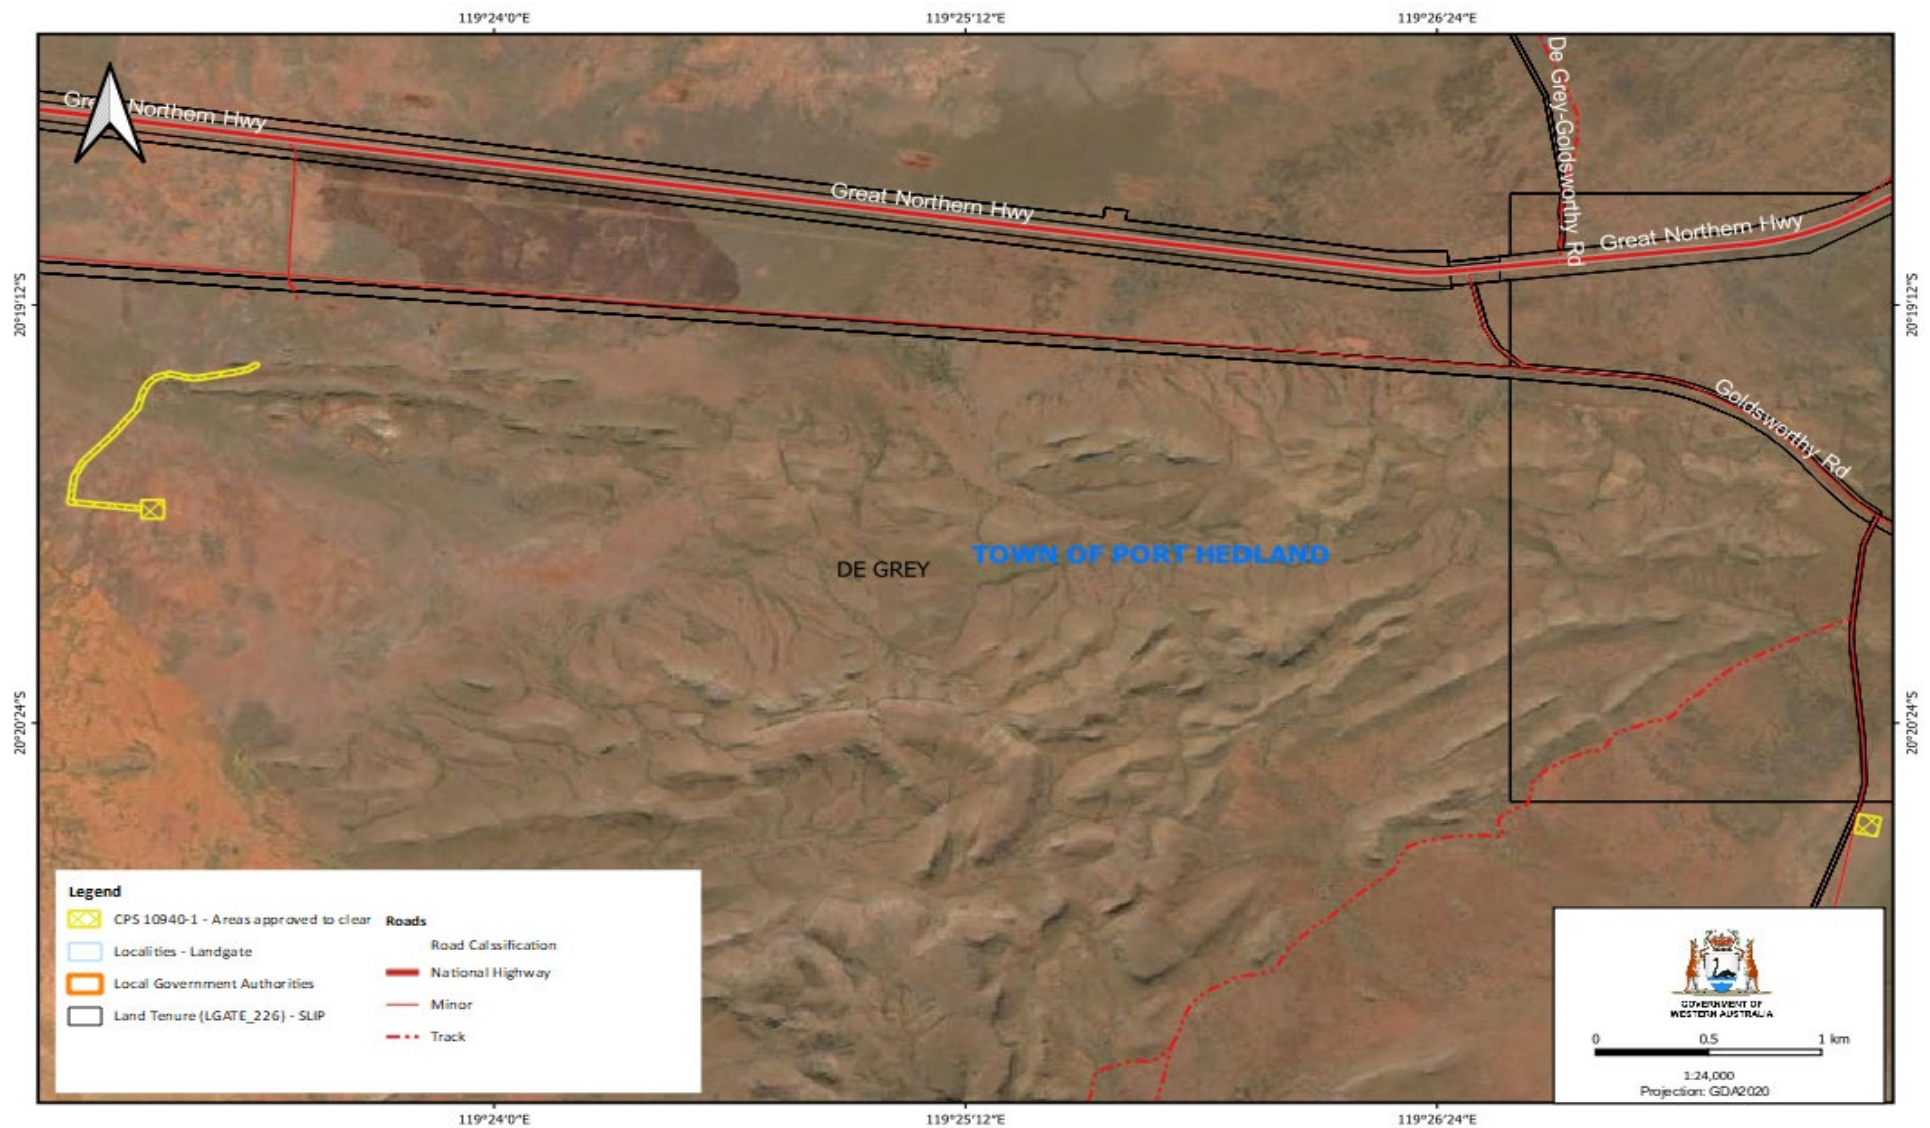 119°24'0"E
119°25'12"E
119°26'24"E
De Grey-Goldsworthy Rd
Great Northern Hwy
Great Northern Hwy
Great Northern Hwy
20°19'12"S
20°19'12"S
Goldsworthy Rd
TOWN OF PORT HEDLAND
DE GREY
20°20'24"S
20°20'24"S
Legend
CPS 10940-1 - Areas approved to clear
Localities - Landgate
Local Government Authorities
Land Tenure (LGATE_226) - SLIP
Roads
Road Calssification
National Highway
Minor
Track
GOVERNMENT OF
WESTERN AUSTRALIA
0 0.5 1 km
1:24,000
Projection: GDA2020
119°24'0"E
119°25'12"E
119°26'24"E